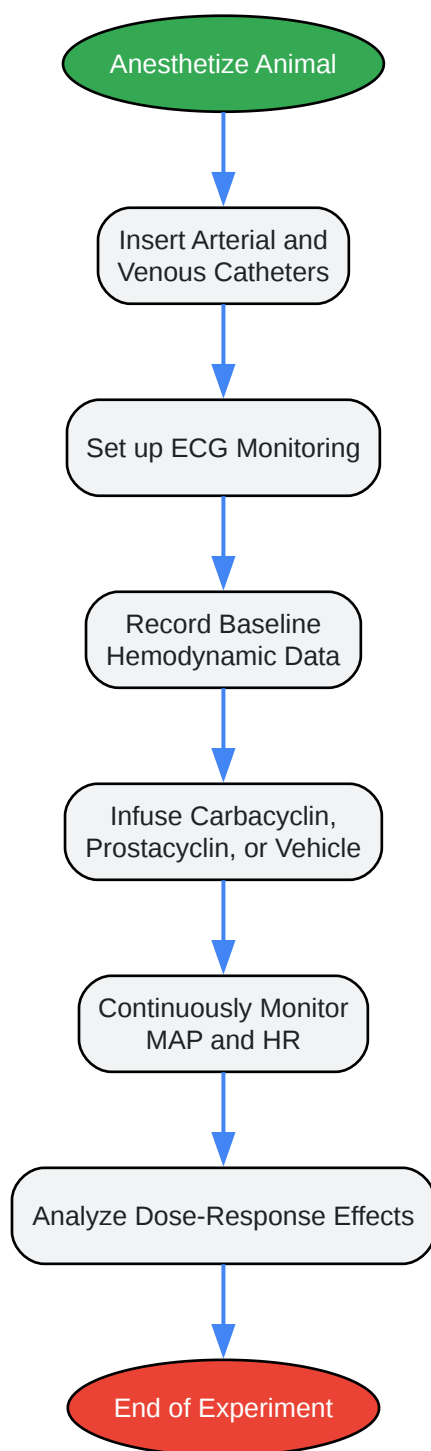 Anesthetize Animal
Insert Arterial and
Venous Catheters
Set up ECG Monitoring
Record Baseline
Hemodynamic Data
Infuse Carbacyclin,
Prostacyclin, or Vehicle
Continuously Monitor
MAP and HR
Analyze Dose-Response Effects
End of Experiment